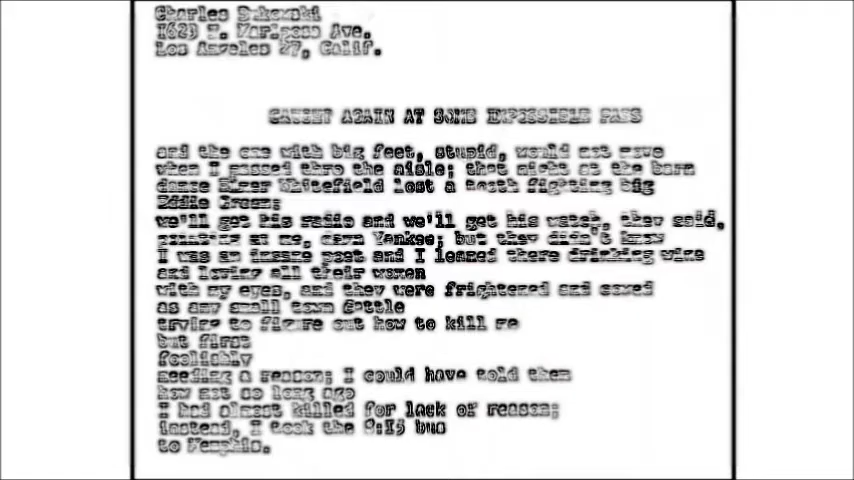 Charles Bukowski
1623 N. Mariposa Ave.
Los Angeles 27, Calif.
CAUGHT AGAIN AT SOME IMPOSSIBLE PASS
and the one with big feet, stupid, would not move
when I passed thru the aisle; that night at the barn
dance Elmer Whitefield lost a tooth fighting big
Eddie Green;
we'll get his radio and we'll get his watch, they said,
pointing at me, damn Yankee; but they didn't know
I was an insane poet and I leaned there drinking wine
and loving all their women
with my eyes, and they were frightened and cowed
as any small town cattle
trying to figure out how to kill me
but first
foolishly
needing a reason; I could have told them
how not so long ago
I had almost killed for lack of reason;
instead, I took the 8:15 bus
to Memphis.